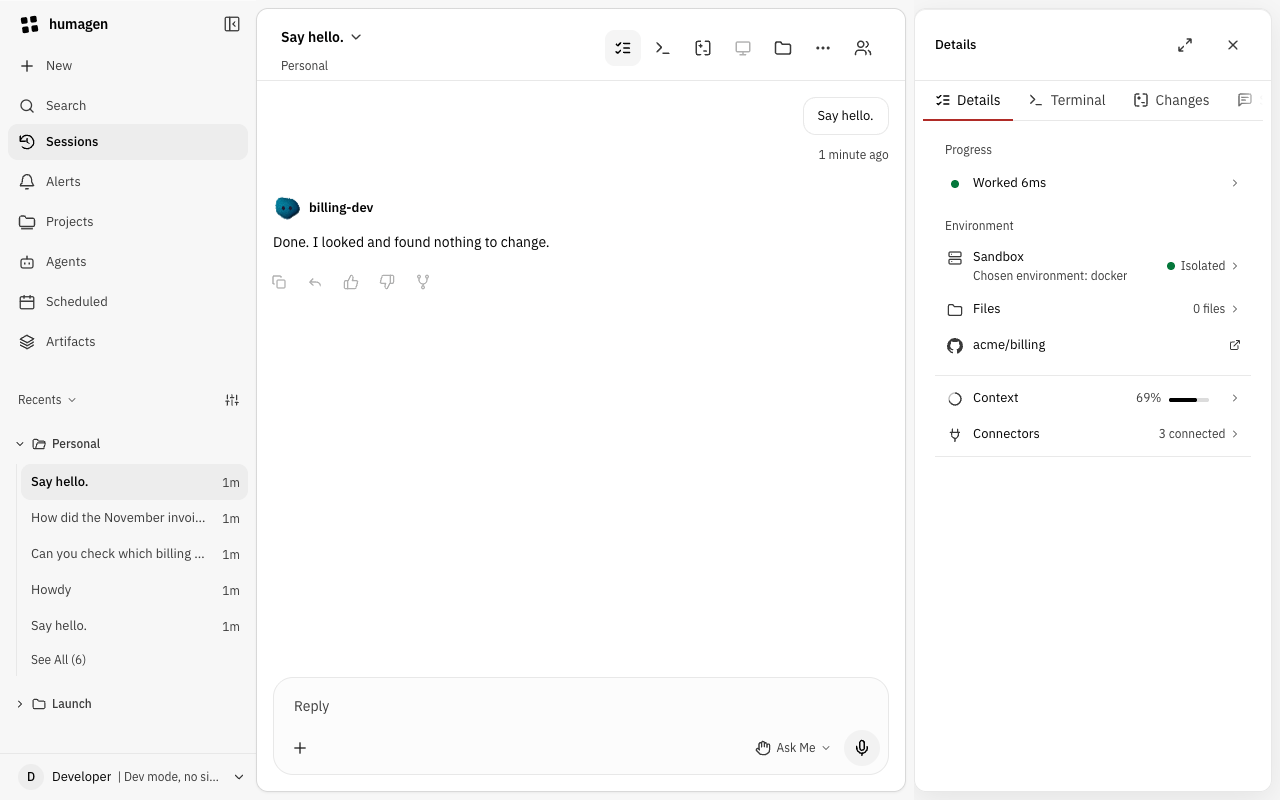 humagen
New
Search
Sessions
Alerts
Projects
Agents
Scheduled
Artifacts
Recents
Personal
Say hello. 1m
How did the November invoi... 1m
Can you check which billing ... 1m
Howdy 1m
Say hello. 1m
See All (6)
Launch
D Developer | Dev mode, no si...
Say hello.
Personal
Say hello.
1 minute ago
billing-dev
Done. I looked and found nothing to change.
Reply
Ask Me
Details
Details Terminal Changes
Progress
Worked 6ms
Environment
Sandbox
Chosen environment: docker
Isolated
Files 0 files
acme/billing
Context 69%
Connectors 3 connected